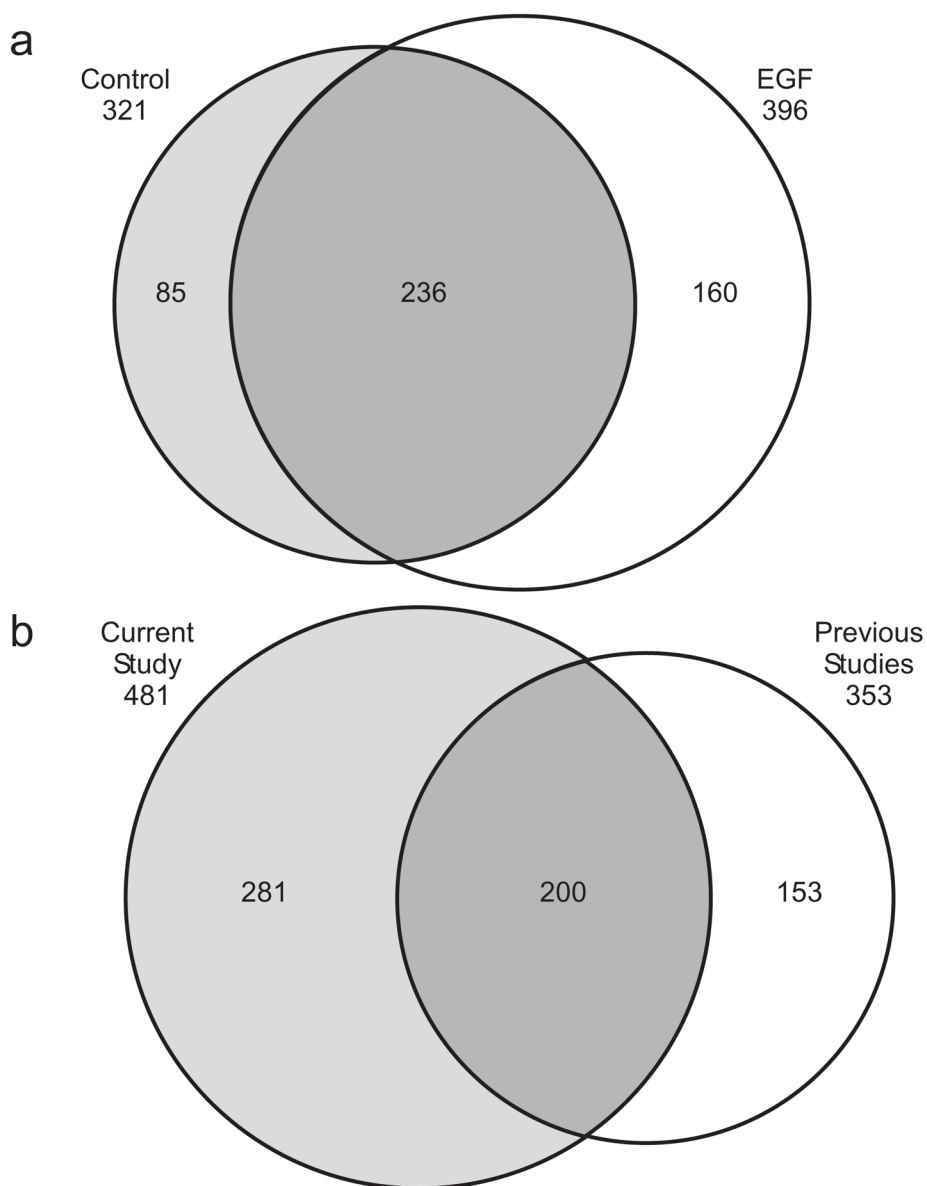 a
Control
321
EGF
396
85
236
160
b
Current
Study
481
Previous
Studies
353
281
200
153